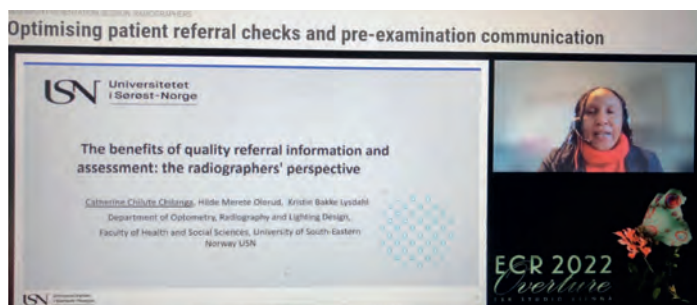 Optimising patient referral checks and pre-examination communication
USN Universitetet
i Sørøst-Norge
The benefits of quality referral information and
assessment: the radiographers' perspective
Catherine Chilute Chilanga, Hilde Merete Olerud, Kristin Bakke Lysdahl
Department of Optometry, Radiography and Lighting Design,
Faculty of Health and Social Sciences, University of South-Eastern
Norway USN
USN
ECR 2022
Overture